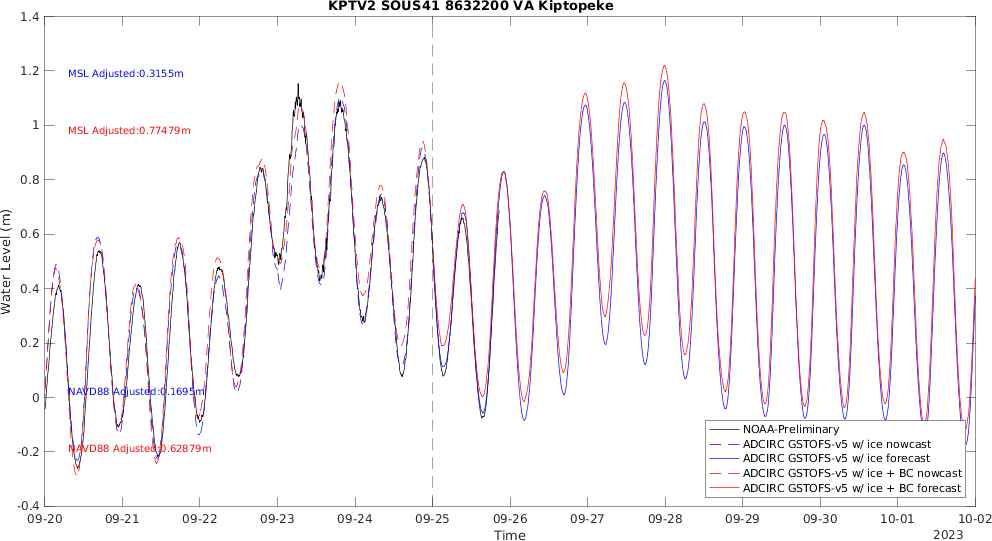 KPTV2 SOUS41 8632200 VA Kiptopeke
1.4
1.2
1
0.8
0.6
0.4
0.2
0
-0.2
-0.4
Water Level (m)
MSL Adjusted:0.3155m
MSL Adjusted:0.77479m
NAVD88 Adjusted:0.1695m
NAVD88 Adjusted:0.62879m
NOAA-Preliminary
ADCIRC GSTOFS-v5 w/ ice nowcast
ADCIRC GSTOFS-v5 w/ ice forecast
ADCIRC GSTOFS-v5 w/ ice + BC nowcast
ADCIRC GSTOFS-v5 w/ ice + BC forecast
09-20 09-21 09-22 09-23 09-24 09-25 09-26 09-27 09-28 09-29 09-30 10-01 10-02
Time
2023